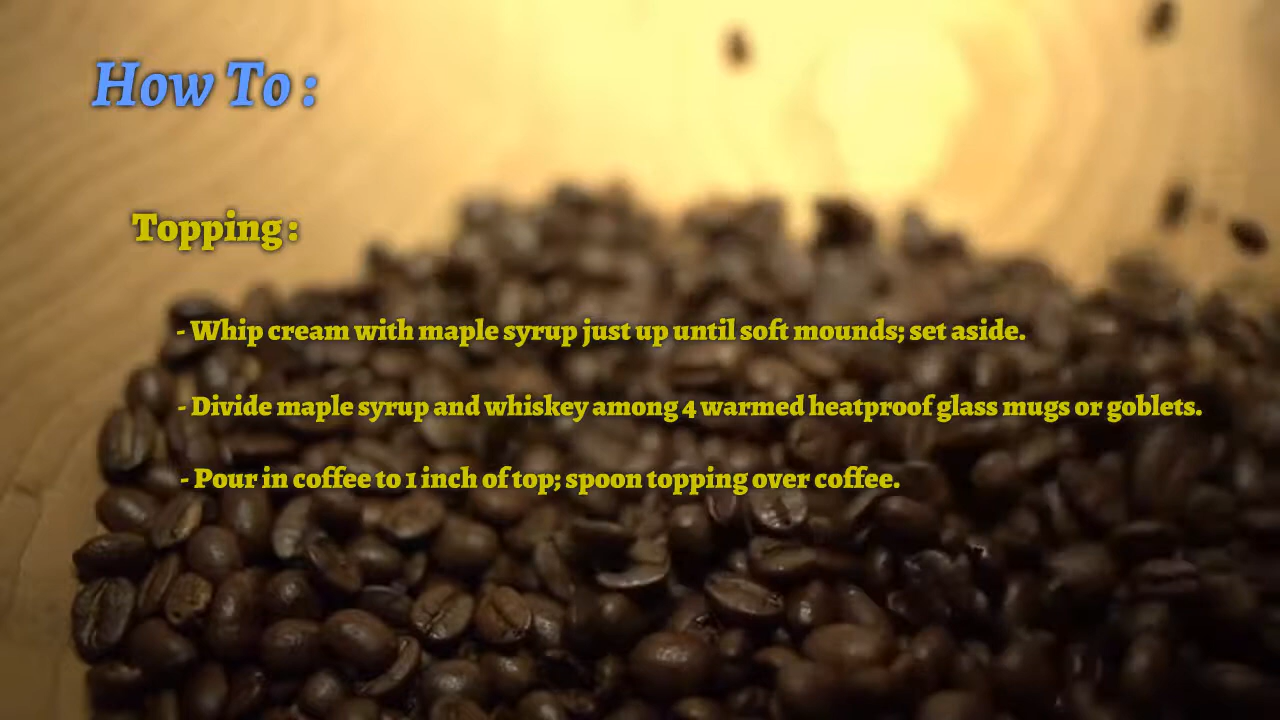 How To :
Topping :
- Whip cream with maple syrup just up until soft mounds; set aside.
- Divide maple syrup and whiskey among 4 warmed heatproof glass mugs or goblets.
- Pour in coffee to 1 inch of top; spoon topping over coffee.